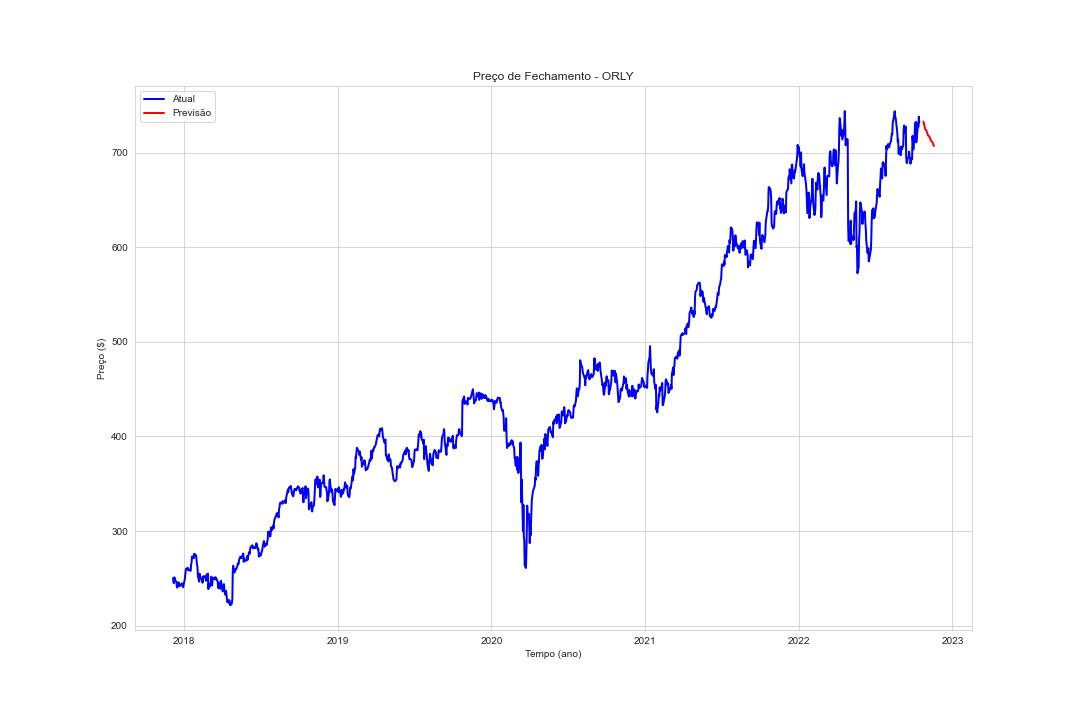 Preço de Fechamento - ORLY
Atual
Previsão
Preço ($)
700
600
500
400
300
200
2018 2019 2020 2021 2022 2023
Tempo (ano)